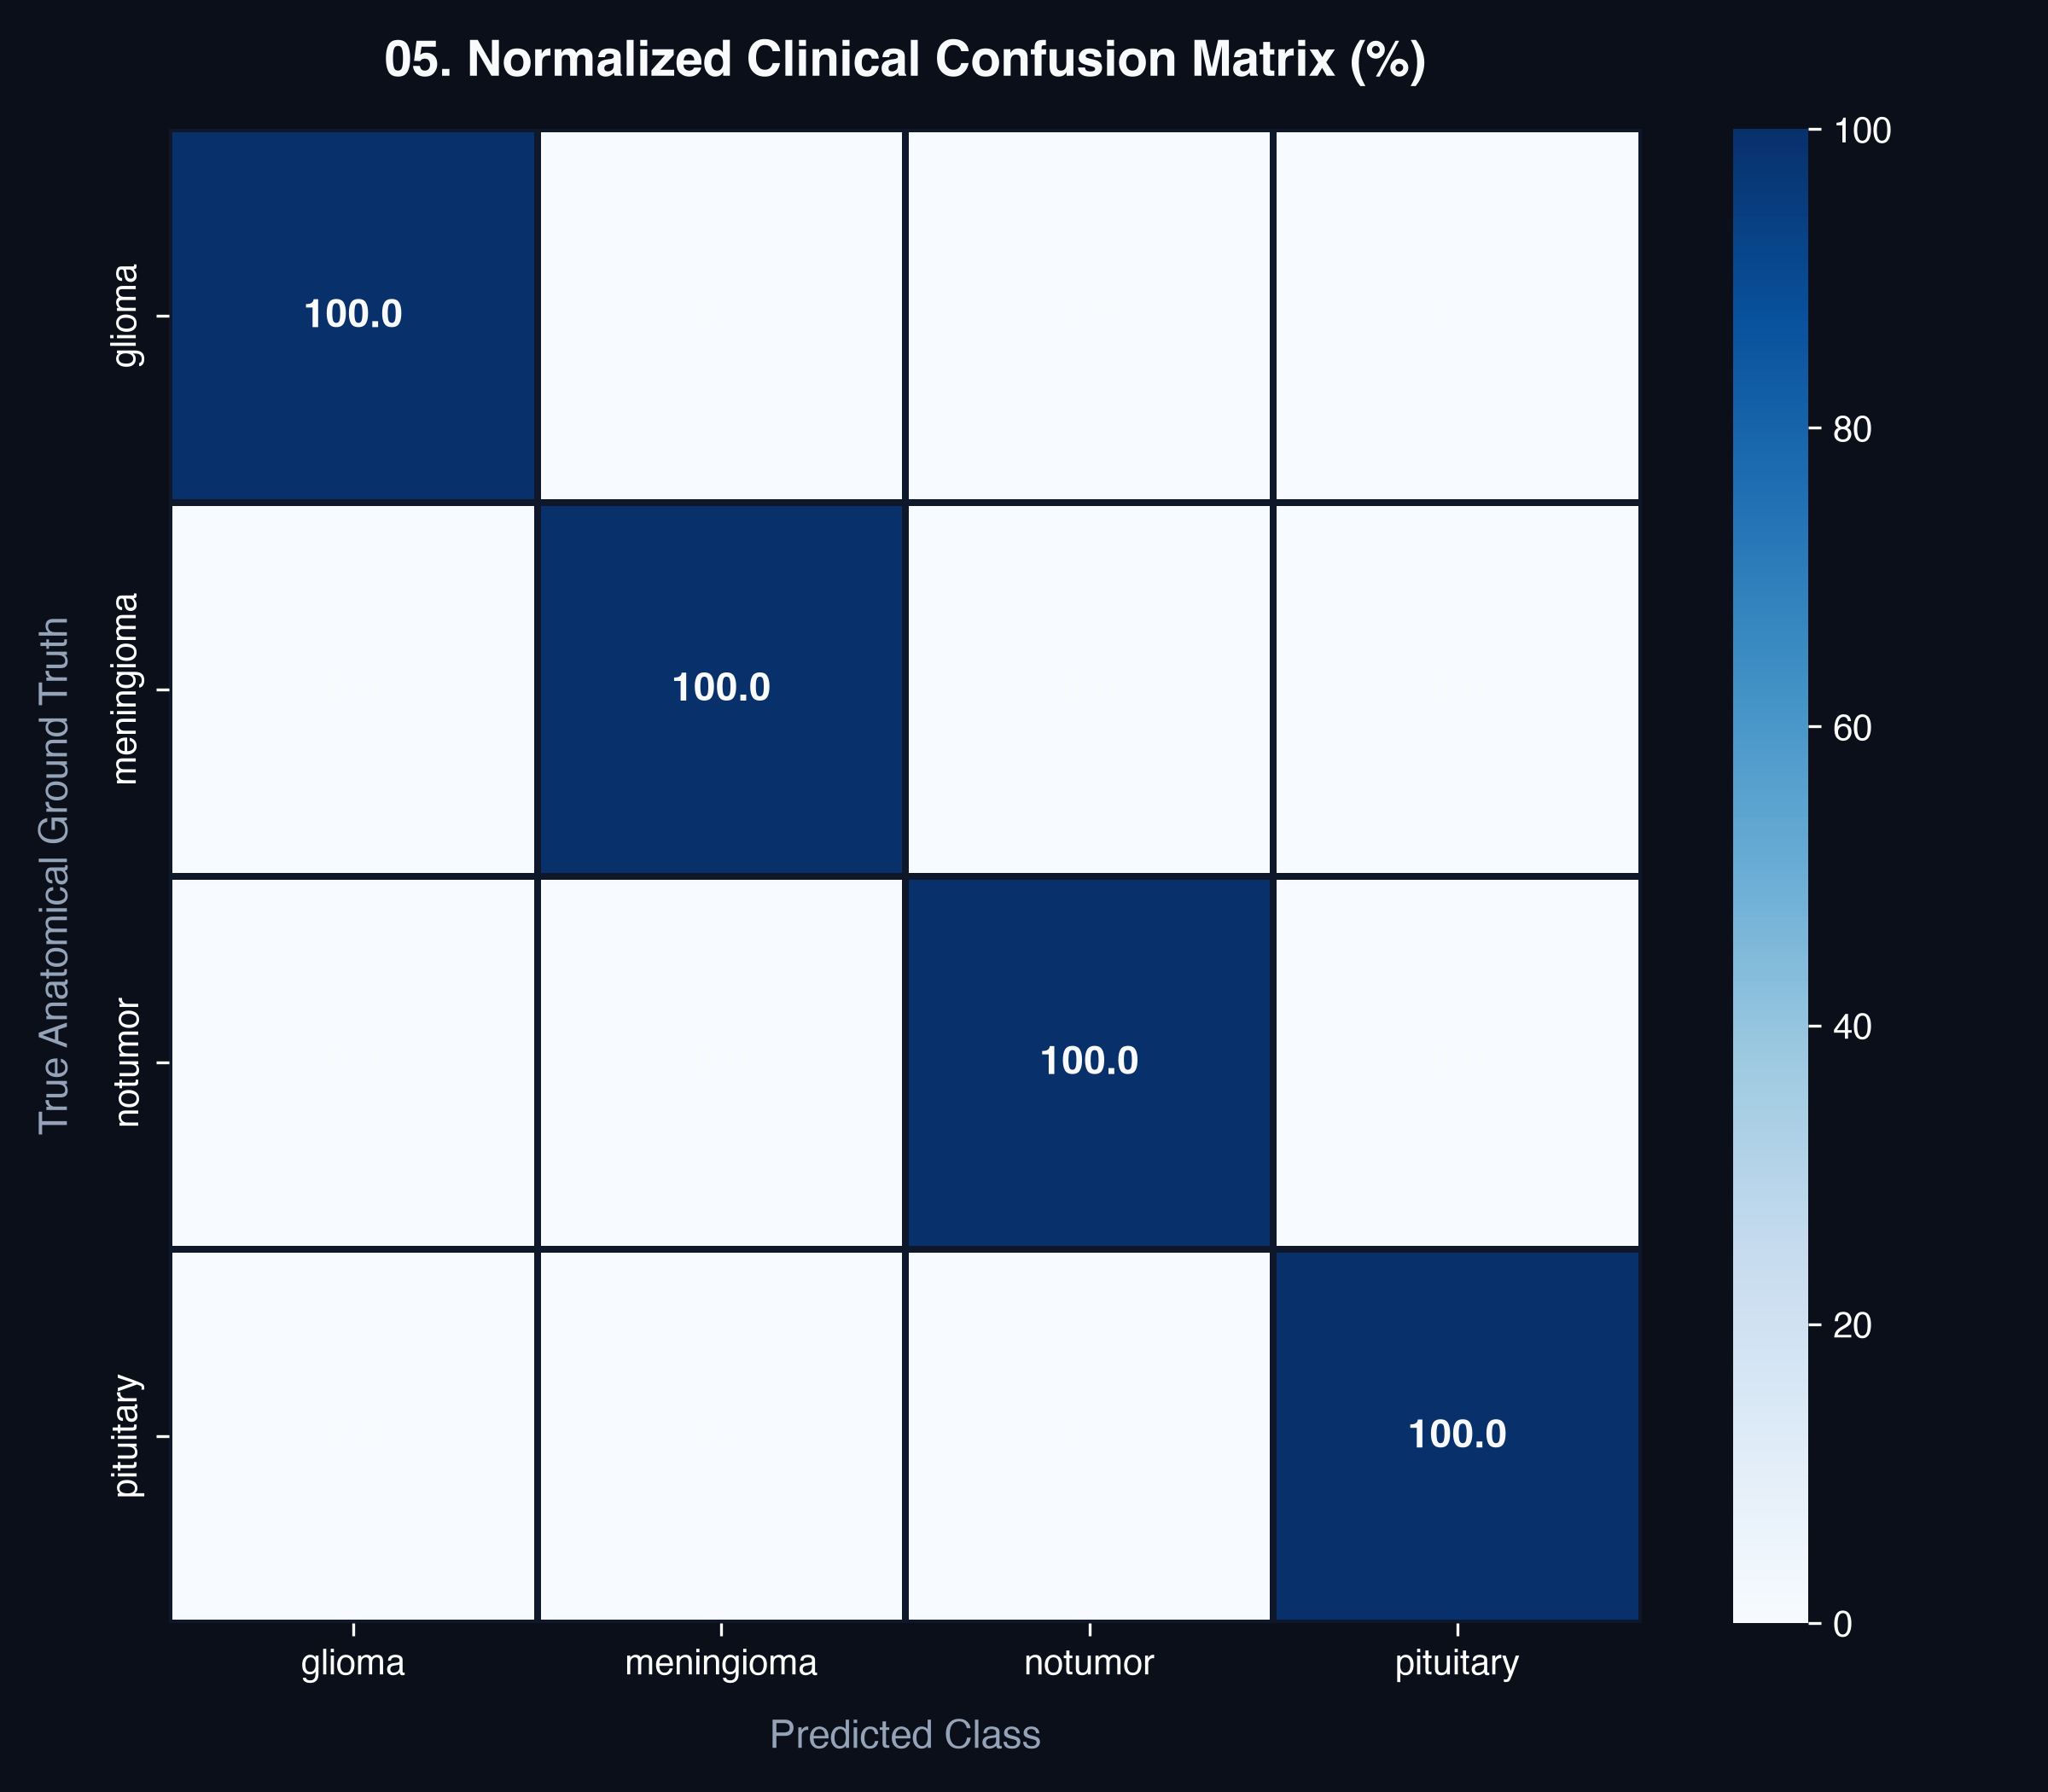 05. Normalized Clinical Confusion Matrix (%)
True Anatomical Ground Truth
glioma
meningioma
notumor
pituitary
100.0
100.0
100.0
100.0
glioma
meningioma
notumor
pituitary
Predicted Class
100
80
60
40
20
0